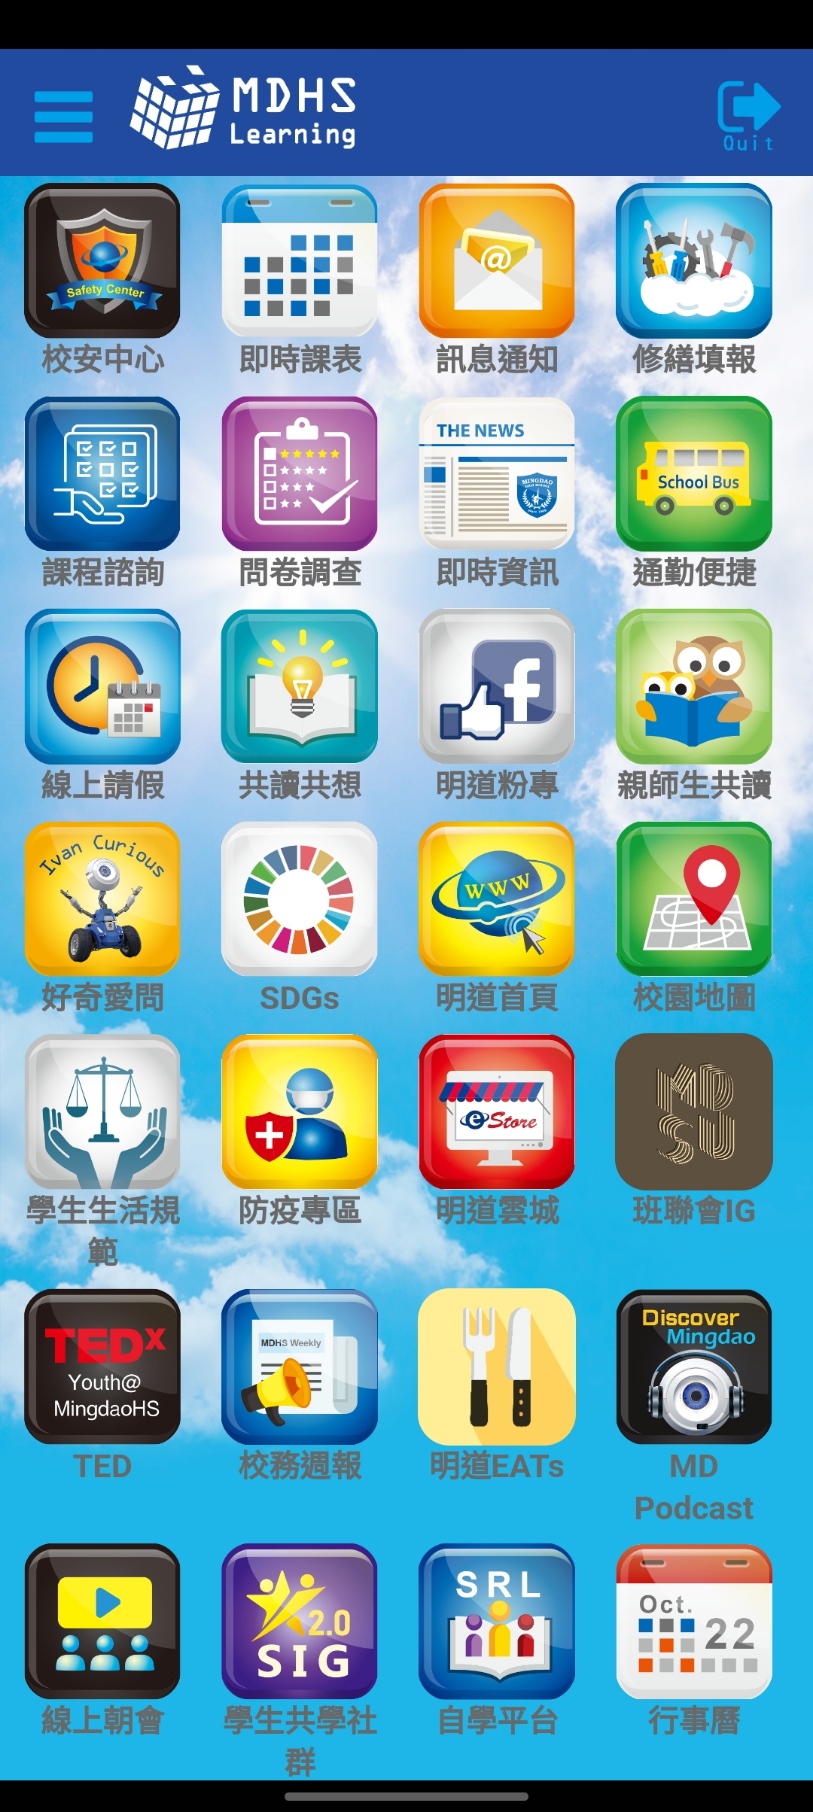 MDHS
Learning
Quit
Safety Center
校安中心
即時課表
@
訊息通知
修繕填報
課程諮詢
問卷調查
THE NEWS
MINGDAO
即時資訊
School Bus
通勤便捷
線上請假
共讀共想
f
明道粉專
親師生共讀
Ivan Curious
好奇愛問
SDGs
WWW
明道首頁
校園地圖
學生生活規
範
防疫專區
eStore
明道雲城
MD
SU
班聯會IG
TEDx
Youth@
MingdaoHS
TED
MDHS Weekly
校務週報
明道EATs
Discover
Mingdao
MD
Podcast
線上朝會
2.0
SIG
學生共學社
群
SRL
自學平台
Oct.
22
行事曆